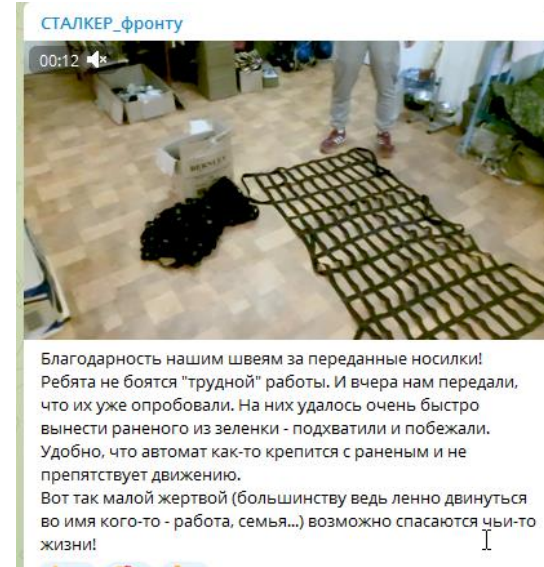 СТАЛКЕР_фронту
00:12
BERNLEY
Благодарность нашим швеям за переданные носилки!
Ребята не боятся "трудной" работы. И вчера нам передали,
что их уже опробовали. На них удалось очень быстро
вынести раненого из зеленки - подхватили и побежали.
Удобно, что автомат как-то крепится с раненым и не
препятствует движению.
Вот так малой жертвой (большинству ведь ленно двинуться
во имя кого-то - работа, семья...) возможно спасаются чьи-то
жизни!